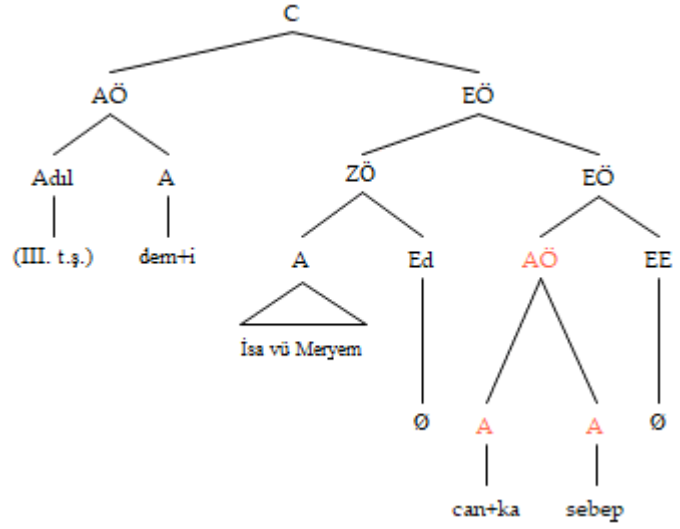 C
AÖ EÖ
Adıl A ZÖ EÖ
(III. t.ş.) dem+i A Ed AÖ EE
İsa vü Meryem
Ø A A Ø
can+ka sebep